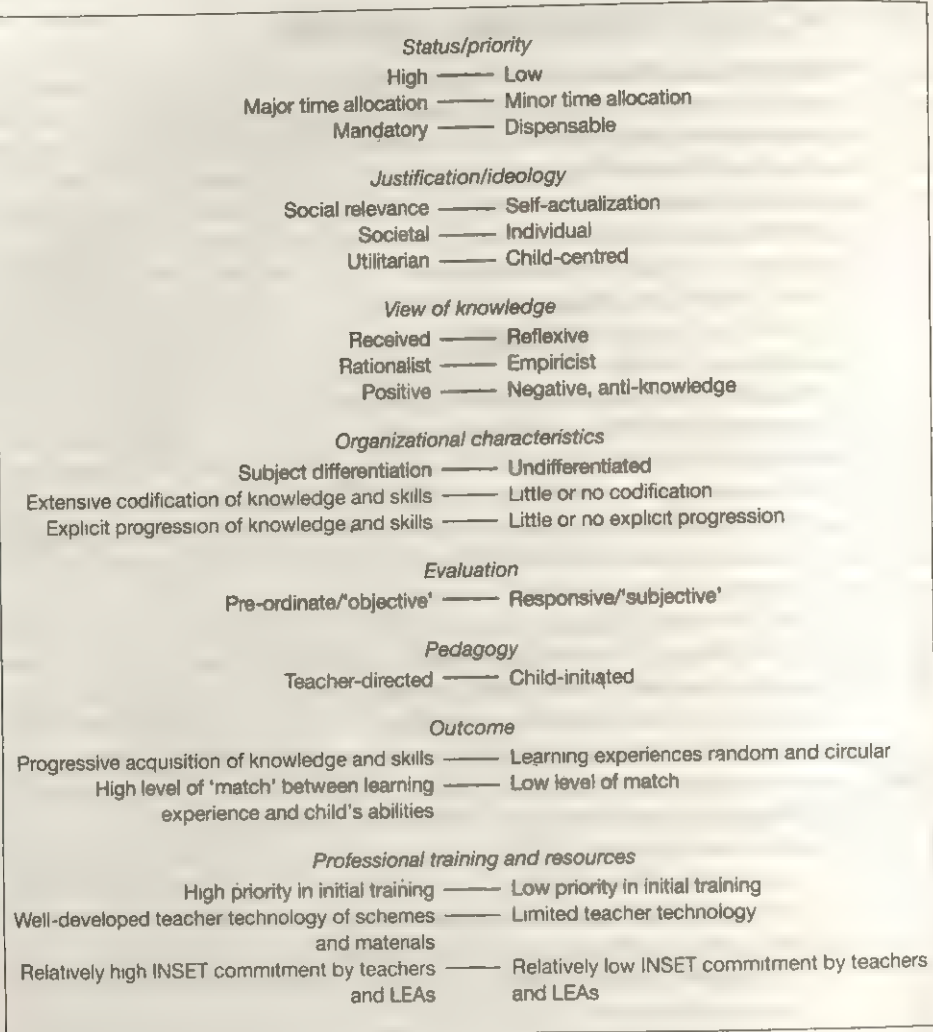 Status/priority
High —— Low
Major time allocation —— Minor time allocation
Mandatory —— Dispensable
Justification/ideology
Social relevance —— Self-actualization
Societal —— Individual
Utilitarian —— Child-centred
View of knowledge
Received —— Reflexive
Rationalist —— Empiricist
Positive —— Negative, anti-knowledge
Organizational characteristics
Subject differentiation —— Undifferentiated
Extensive codification of knowledge and skills —— Little or no codification
Explicit progression of knowledge and skills —— Little or no explicit progression
Evaluation
Pre-ordinate/'objective' —— Responsive/'subjective'
Pedagogy
Teacher-directed —— Child-initiated
Outcome
Progressive acquisition of knowledge and skills —— Learning experiences random and circular
High level of 'match' between learning —— Low level of match
experience and child's abilities
Professional training and resources
High priority in initial training —— Low priority in initial training
Well-developed teacher technology of schemes —— Limited teacher technology
and materials
Relatively high INSET commitment by teachers —— Relatively low INSET commitment by teachers
and LEAs and LEAs